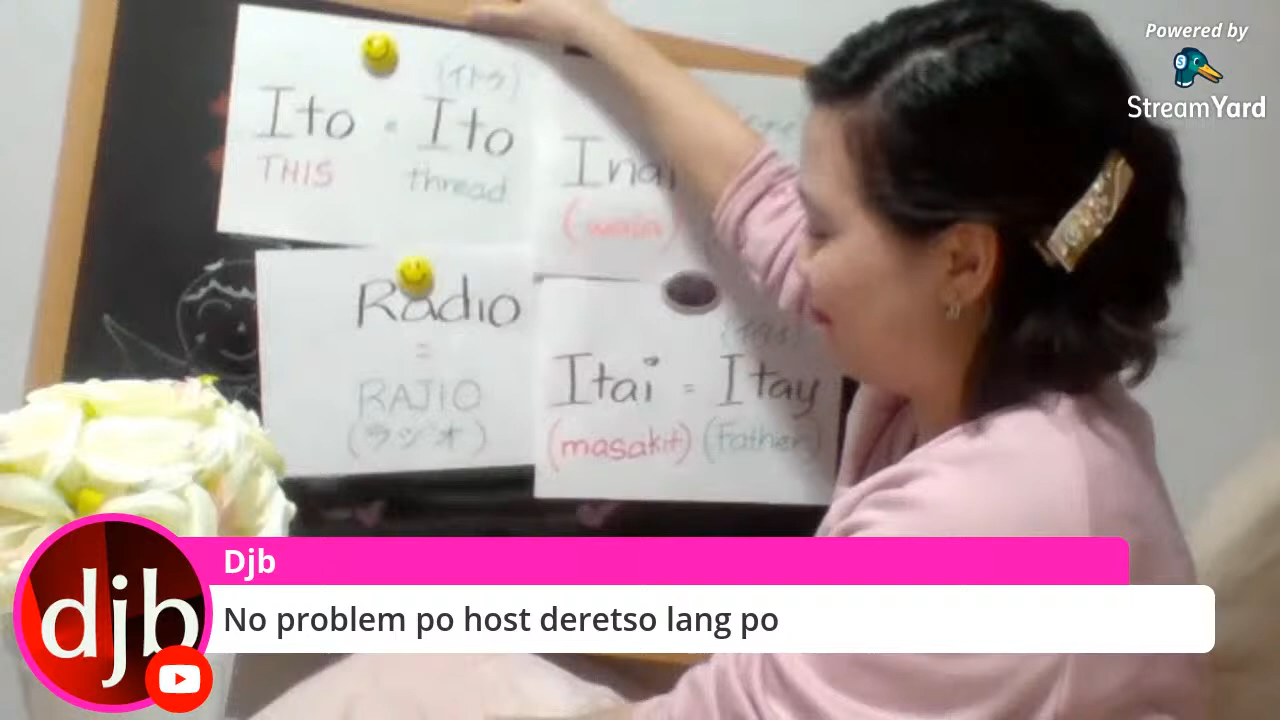 Powered by
StreamYard
(イトウ)
Ito = Ito
THIS thread
(wala)
Radio
=
RAJIO
(ラジオ)
Itai = Itay
(masakit) (Father)
djb
Djb
No problem po host deretso lang po